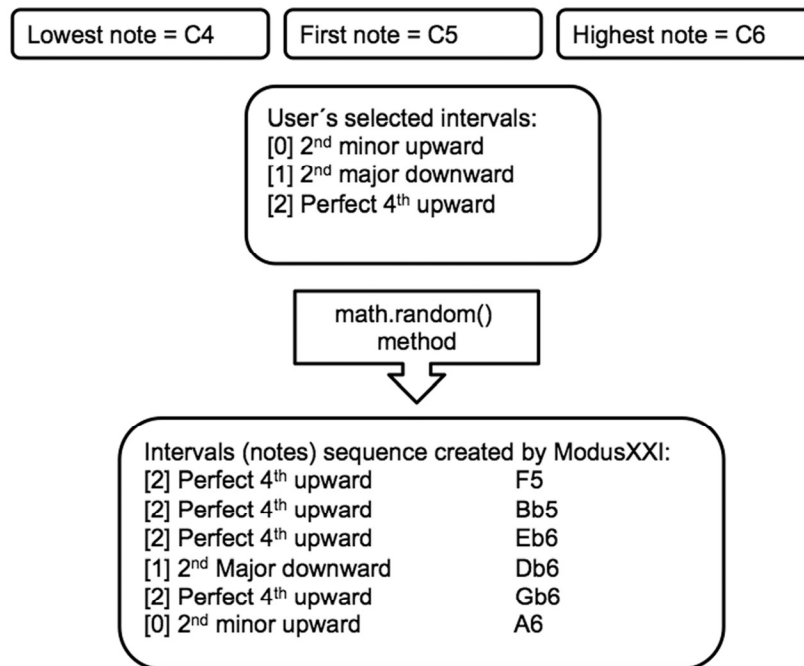 Lowest note = C4
First note = C5
Highest note = C6
User´s selected intervals:
[0] 2nd minor upward
[1] 2nd major downward
[2] Perfect 4th upward
math.random()
method
Intervals (notes) sequence created by ModusXXI:
[2] Perfect 4th upward F5
[2] Perfect 4th upward Bb5
[2] Perfect 4th upward Eb6
[1] 2nd Major downward Db6
[2] Perfect 4th upward Gb6
[0] 2nd minor upward A6